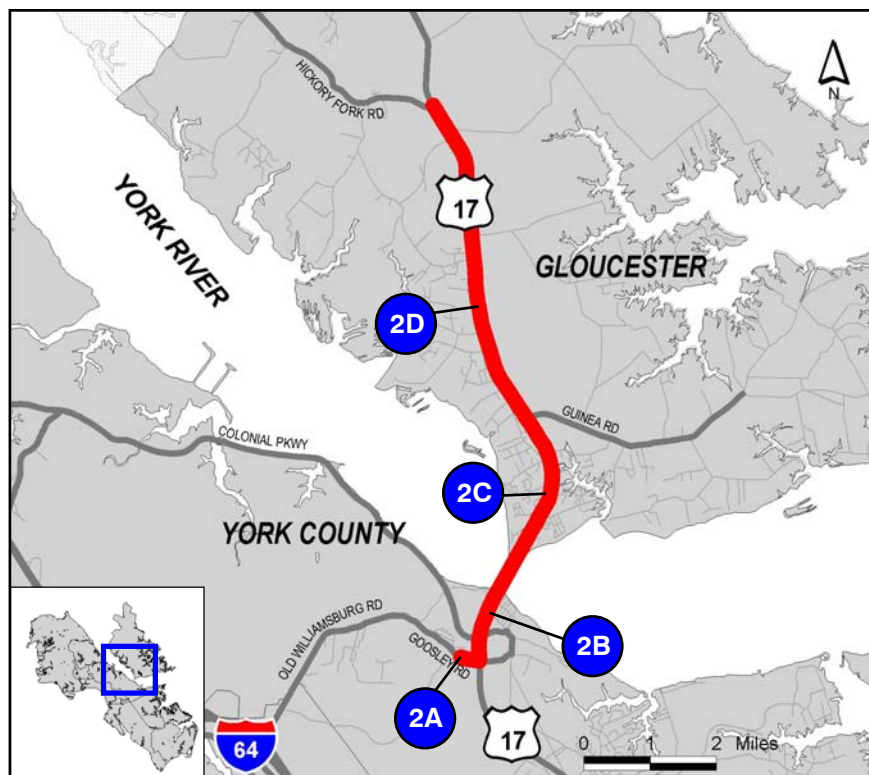 HICKORY FORK RD
N
YORK RIVER
17
GLOUCESTER
2D
GUINEA RD
COLONIAL PKWY
2C
YORK COUNTY
OLD WILLIAMSBURG RD
GOOSLEY RD
2B
2A
64
17
0 1 2 Miles